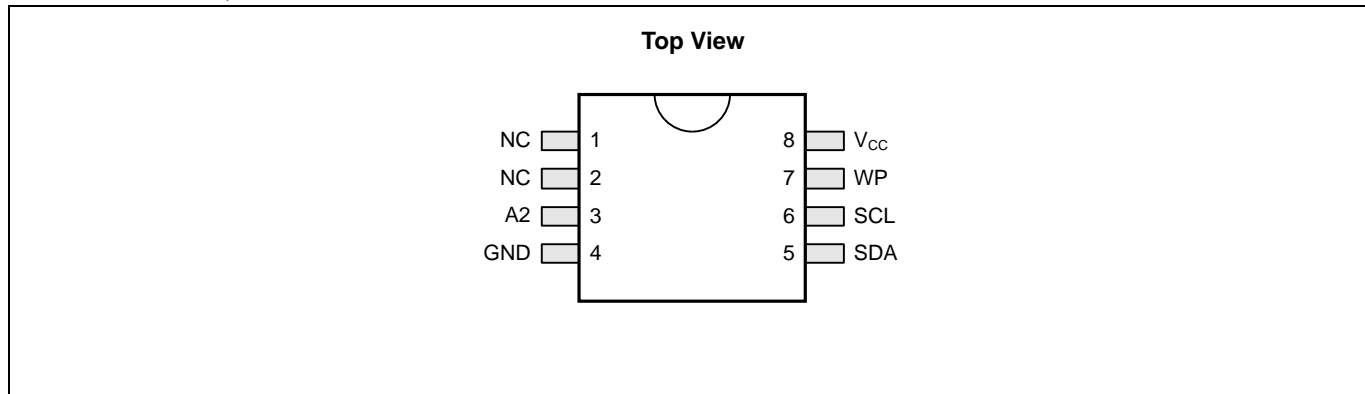 Top View
NC 1 8 VCC
NC 2 7 WP
A2 3 6 SCL
GND 4 5 SDA